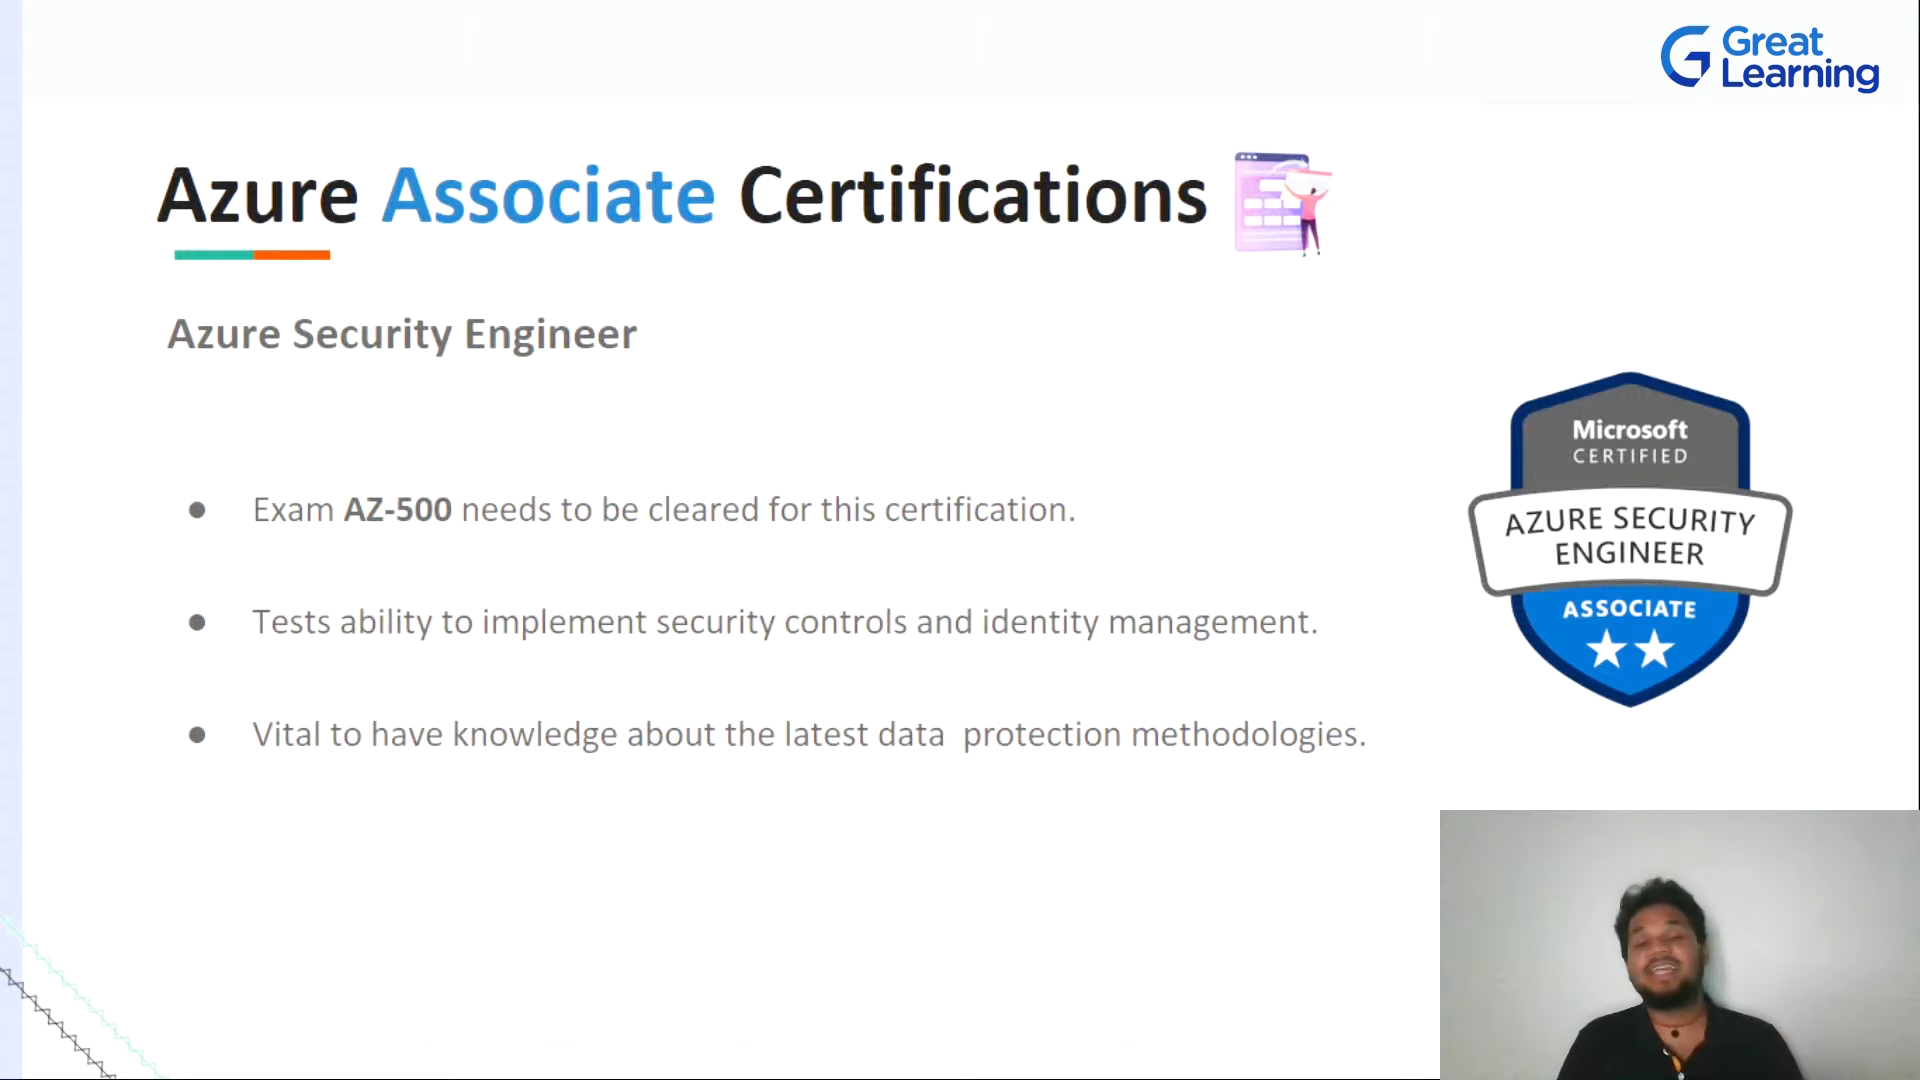 Great
Learning
Azure Associate Certifications
Azure Security Engineer
● Exam AZ-500 needs to be cleared for this certification.
● Tests ability to implement security controls and identity management.
● Vital to have knowledge about the latest data  protection methodologies.
Microsoft
CERTIFIED
AZURE SECURITY
ENGINEER
ASSOCIATE